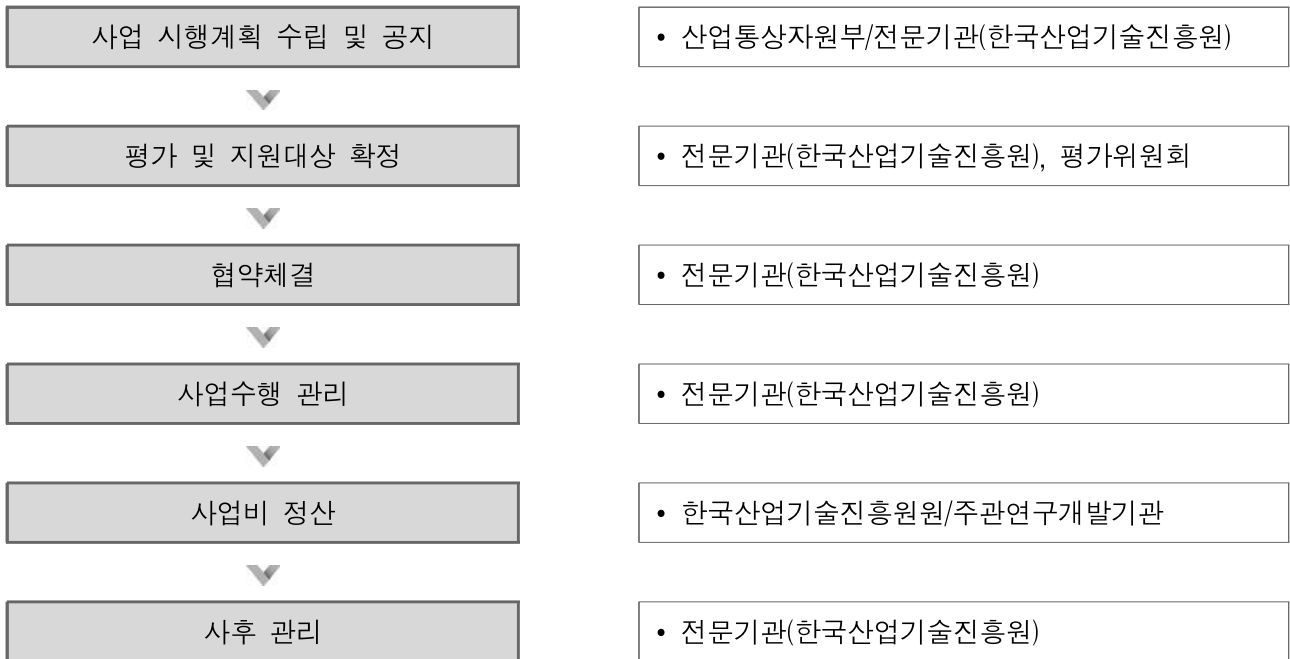 사업 시행계획 수립 및 공지
• 산업통상자원부/전문기관(한국산업기술진흥원)
평가 및 지원대상 확정
• 전문기관(한국산업기술진흥원), 평가위원회
협약체결
• 전문기관(한국산업기술진흥원)
사업수행 관리
• 전문기관(한국산업기술진흥원)
사업비 정산
• 한국산업기술진흥원원/주관연구개발기관
사후 관리
• 전문기관(한국산업기술진흥원)